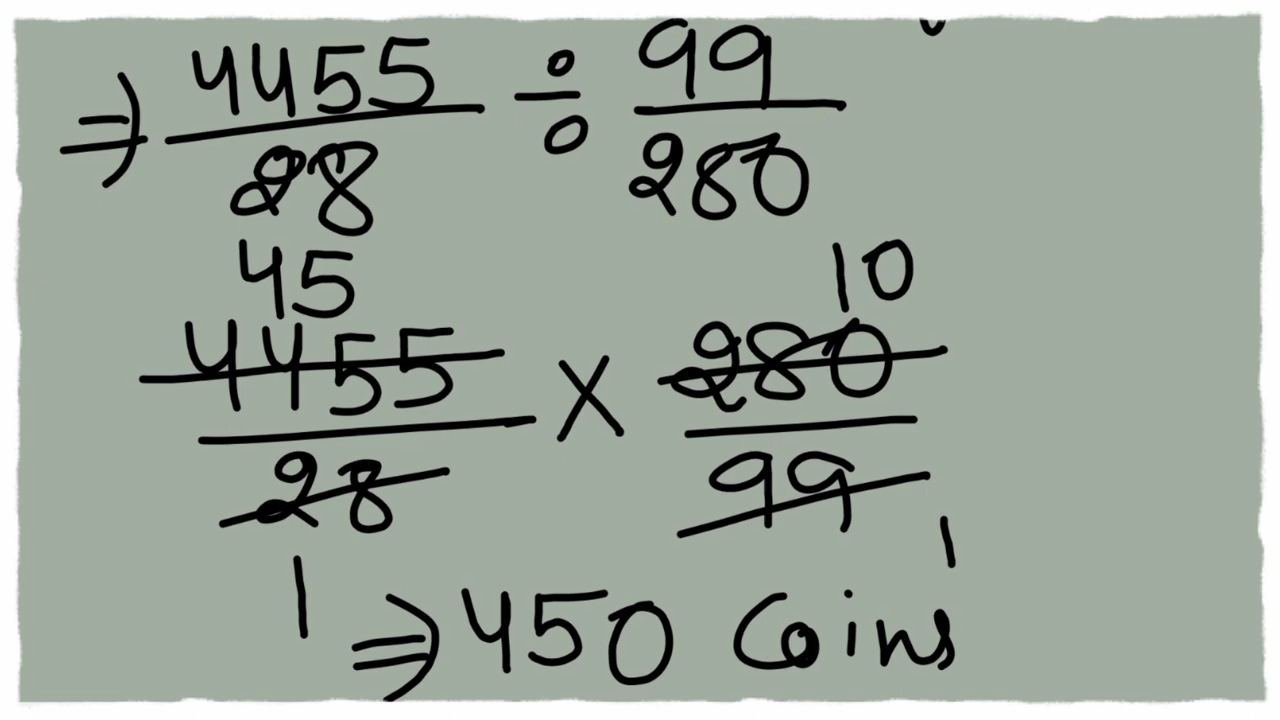 ⇒ 4455 ÷ 99
28 280
45 10
4455 × 280
28 99
1 1
⇒ 450 Coins